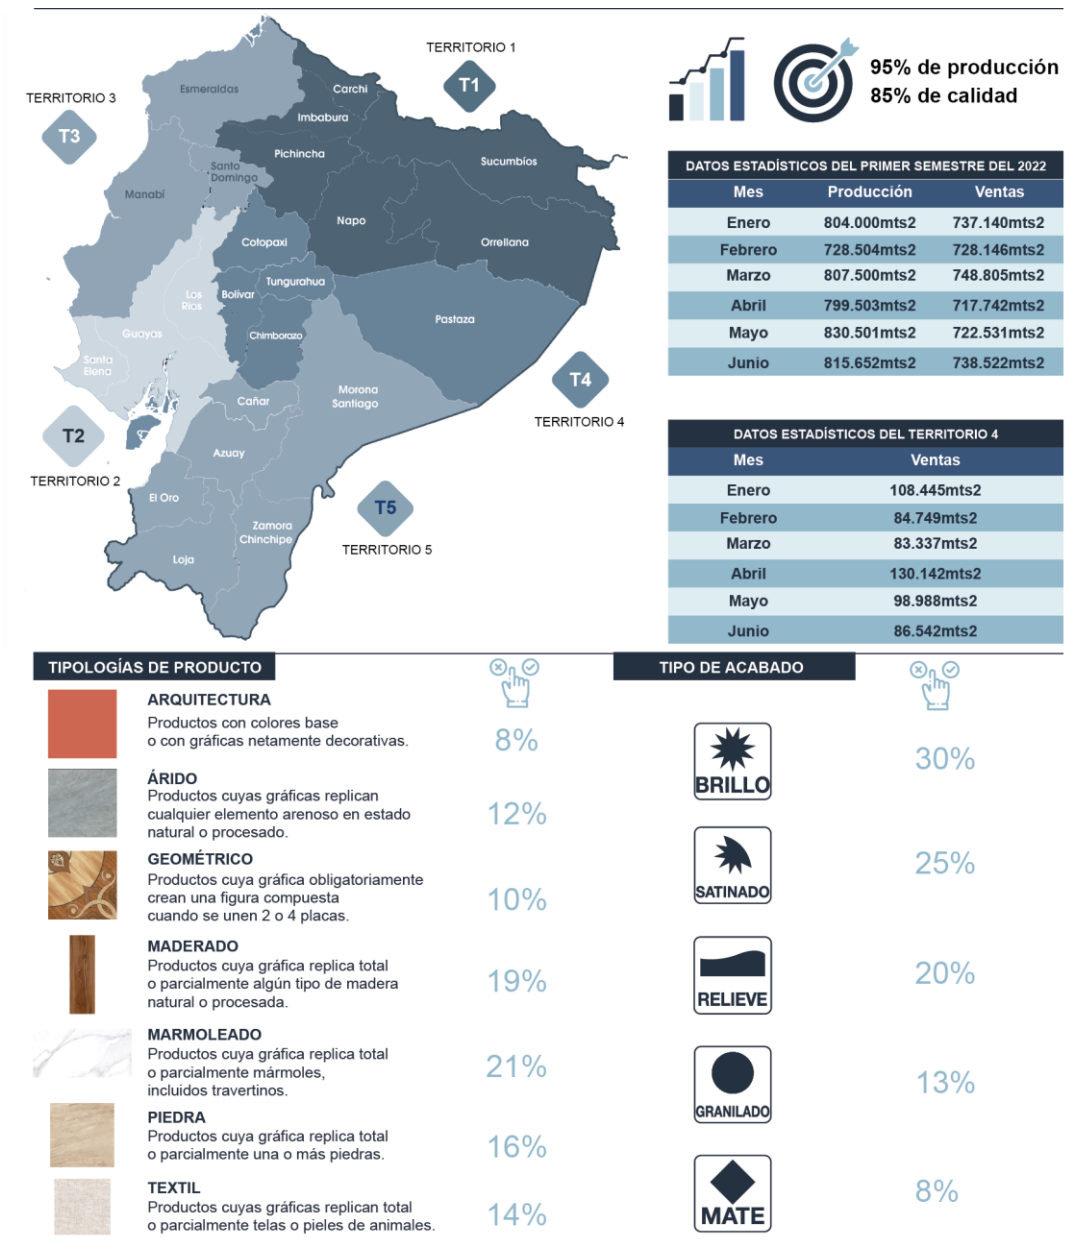 TERRITORIO 1
T1
TERRITORIO 3
T3
Esmeraldas
Carchi
Imbabura
Pichincha
Sucumbíos
Santo
Domingo
Manabí
Napo
Orrellana
Cotopaxi
Tungurahua
Los
Ríos
Bolívar
Pastaza
Guayas
Chimborazo
Santa
Elena
Morona
Santiago
Cañar
T4
TERRITORIO 4
T2
TERRITORIO 2
Azuay
El Oro
T5
TERRITORIO 5
Zamora
Chinchipe
Loja
95% de producción
85% de calidad
DATOS ESTADÍSTICOS DEL PRIMER SEMESTRE DEL 2022
Mes Producción Ventas
Enero 804.000mts2 737.140mts2
Febrero 728.504mts2 728.146mts2
Marzo 807.500mts2 748.805mts2
Abril 799.503mts2 717.742mts2
Mayo 830.501mts2 722.531mts2
Junio 815.652mts2 738.522mts2
DATOS ESTADÍSTICOS DEL TERRITORIO 4
Mes Ventas
Enero 108.445mts2
Febrero 84.749mts2
Marzo 83.337mts2
Abril 130.142mts2
Mayo 98.988mts2
Junio 86.542mts2
TIPOLOGÍAS DE PRODUCTO
ARQUITECTURA
Productos con colores base
o con gráficas netamente decorativas.
8%
ÁRIDO
Productos cuyas gráficas replican
cualquier elemento arenoso en estado
natural o procesado.
12%
GEOMÉTRICO
Productos cuya gráfica obligatoriamente
crean una figura compuesta
cuando se unen 2 o 4 placas.
10%
MADERADO
Productos cuya gráfica replica total
o parcialmente algún tipo de madera
natural o procesada.
19%
MARMOLEADO
Productos cuya gráfica replica total
o parcialmente mármoles,
incluidos travertinos.
21%
PIEDRA
Productos cuya gráfica replica total
o parcialmente una o más piedras.
16%
TEXTIL
Productos cuyas gráficas replican total
o parcialmente telas o pieles de animales.
14%
TIPO DE ACABADO
BRILLO
30%
SATINADO
25%
RELIEVE
20%
GRANILADO
13%
MATE
8%